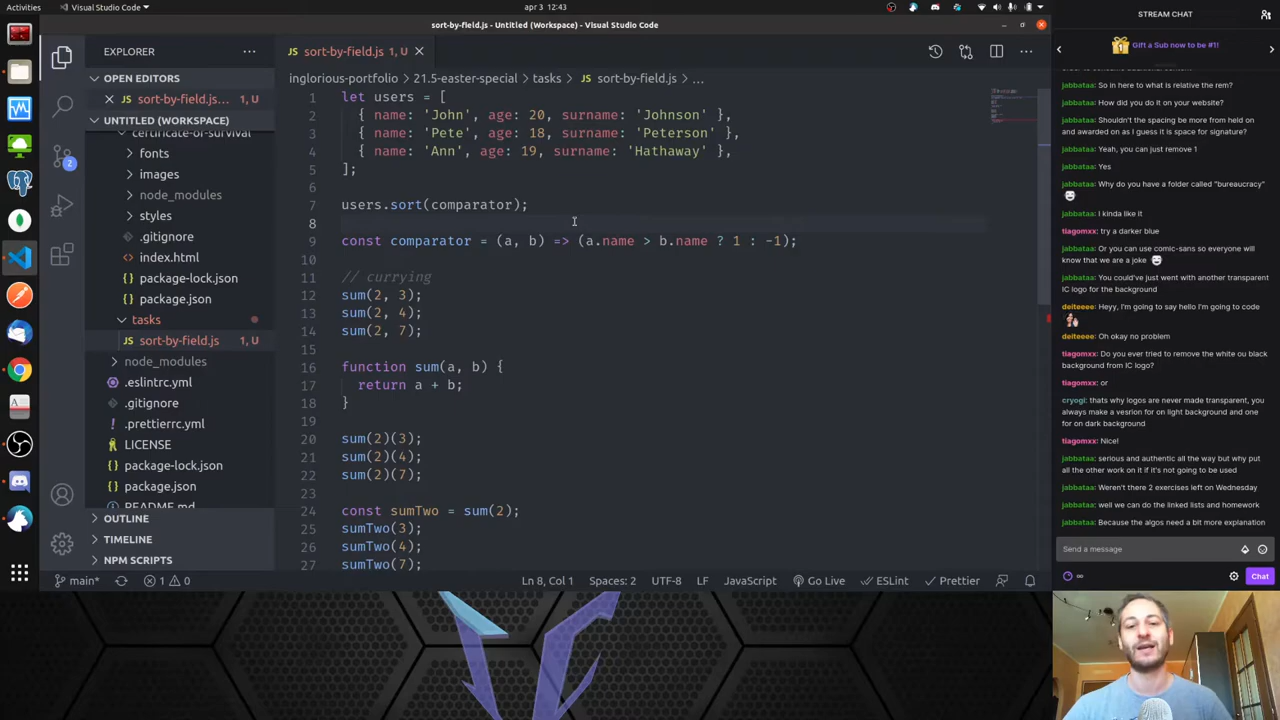 Activities
Visual Studio Code
apr 3 12:43
sort-by-field.js - Untitled (Workspace) - Visual Studio Code
EXPLORER
OPEN EDITORS
sort-by-field.js... 1, U
UNTITLED (WORKSPACE)
certificate-of-survival
fonts
images
node_modules
styles
.gitignore
index.html
package-lock.json
package.json
tasks
sort-by-field.js 1, U
node_modules
.eslintrc.yml
.gitignore
.prettierrc.yml
LICENSE
package-lock.json
package.json
README.md
OUTLINE
TIMELINE
NPM SCRIPTS
2
JS sort-by-field.js 1, U
inglorious-portfolio > 21.5-easter-special > tasks > JS sort-by-field.js > ...
1 let users = [
2 { name: 'John', age: 20, surname: 'Johnson' },
3 { name: 'Pete', age: 18, surname: 'Peterson' },
4 { name: 'Ann', age: 19, surname: 'Hathaway' },
5 ];
6
7 users.sort(comparator);
8
9 const comparator = (a, b) => (a.name > b.name ? 1 : -1);
10
11 // currying
12 sum(2, 3);
13 sum(2, 4);
14 sum(2, 7);
15
16 function sum(a, b) {
17 return a + b;
18 }
19
20 sum(2)(3);
21 sum(2)(4);
22 sum(2)(7);
23
24 const sumTwo = sum(2);
25 sumTwo(3);
26 sumTwo(4);
27 sumTwo(7);
main* 1 0 Ln 8, Col 1 Spaces: 2 UTF-8 LF JavaScript Go Live ESLint Prettier
STREAM CHAT
1 Gift a Sub now to be #1!
jabbataa: So in here to what is relative the rem?
jabbataa: How did you do it on your website?
jabbataa: Shouldn't the spacing be more from held on
and awarded on as I guess it is space for signature?
jabbataa: Yeah, you can just remove 1
jabbataa: Yes
jabbataa: Why do you have a folder called "bureaucracy"
jabbataa: I kinda like it
tiagomxx: try a darker blue
jabbataa: Or you can use comic-sans so everyone will
know that we are a joke
jabbataa: You could've just went with another transparent
IC logo for the background
deiteeee: Heyy, I'm going to say hello I'm going to code
deiteeee: Oh okay no problem
tiagomxx: Do you ever tried to remove the white ou black
background from IC logo?
tiagomxx: or
cryogi: thats why logos are never made transparent, you
always make a vesrion for on light background and one
for on dark background
tiagomxx: Nice!
jabbataa: serious and authentic all the way but why put
all the other work on it if it's not going to be used
jabbataa: Weren't there 2 exercises left on Wednesday
jabbataa: well we can do the linked lists and homework
jabbataa: Because the algos need a bit more explanation
Send a message
∞
Chat